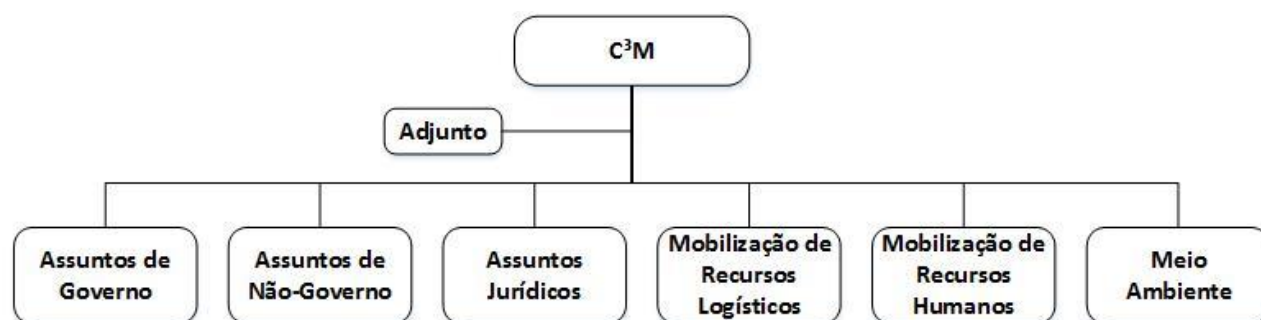 C³M
Adjunto
Assuntos de
Governo
Assuntos de
Não-Governo
Assuntos
Jurídicos
Mobilização de
Recursos
Logísticos
Mobilização de
Recursos
Humanos
Meio
Ambiente